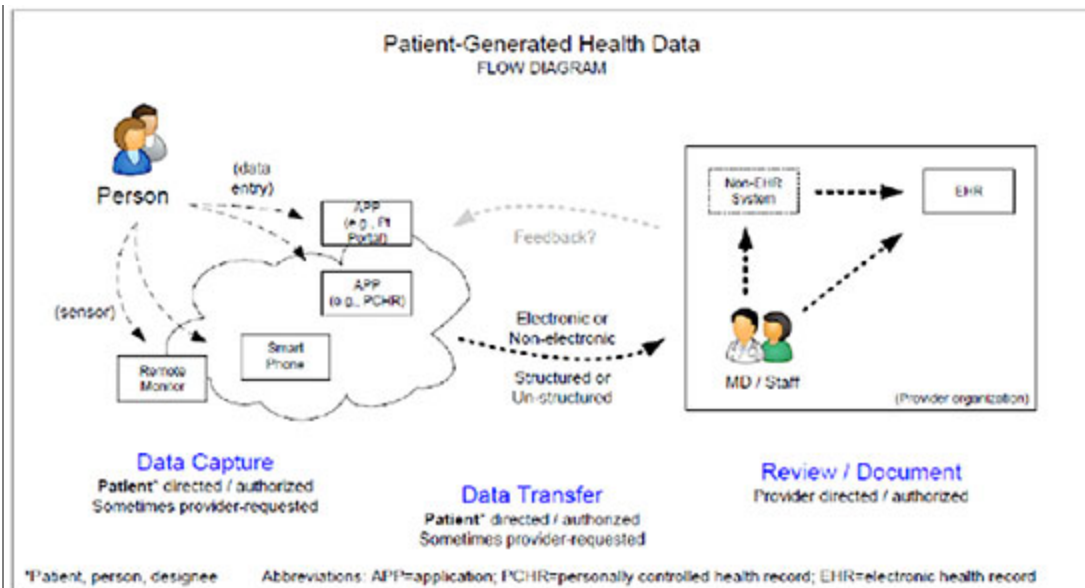 Patient-Generated Health Data
FLOW DIAGRAM
Person
(data
entry)
(sensor)
APP
(e.g., Pt
Portal)
APP
(e.g., PCHR)
Smart
Phone
Remote
Monitor
Feedback?
Electronic or
Non-electronic
Structured or
Un-structured
Non-EHR
System
EHR
MD / Staff
(Provider organization)
Data Capture
Patient* directed / authorized
Sometimes provider-requested
Data Transfer
Patient* directed / authorized
Sometimes provider-requested
Review / Document
Provider directed / authorized
*Patient, person, designee
Abbreviations: APP=application; PCHR=personally controlled health record; EHR=electronic health record